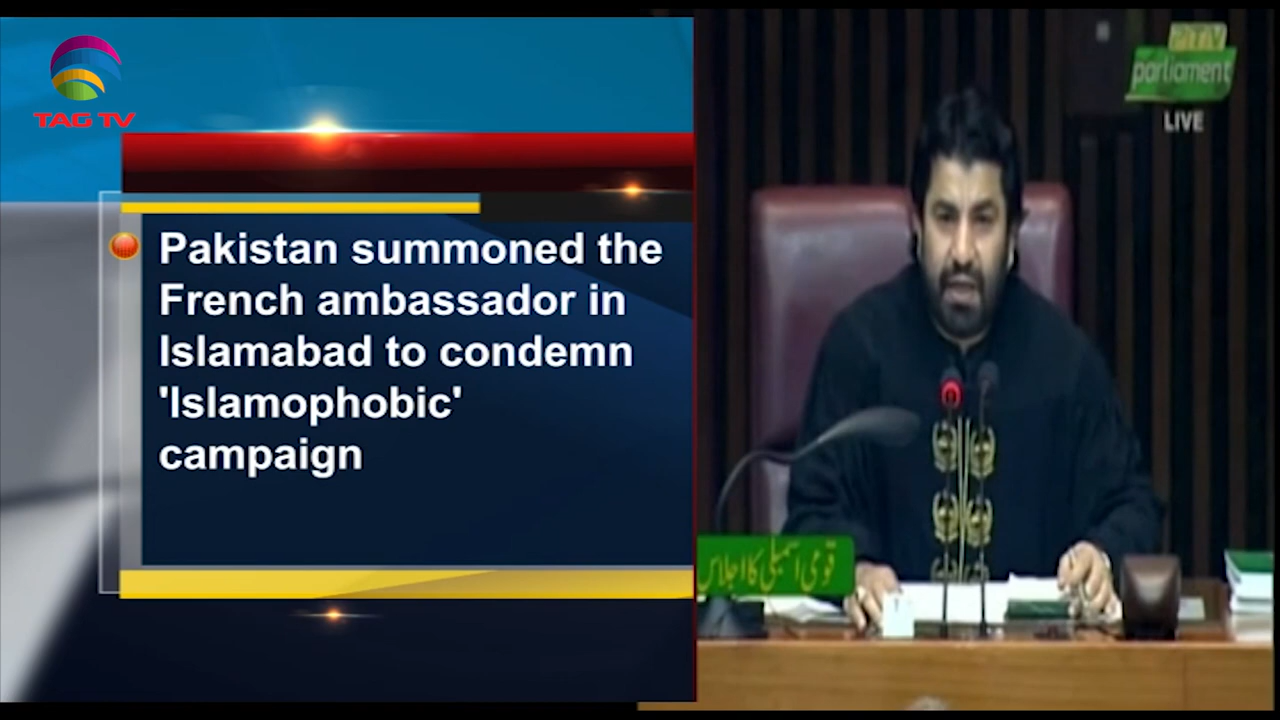 TAG TV
Pakistan summoned the
French ambassador in
Islamabad to condemn
'Islamophobic'
campaign
PTV
parliament
LIVE
قومی اسمبلی کا اجلاس